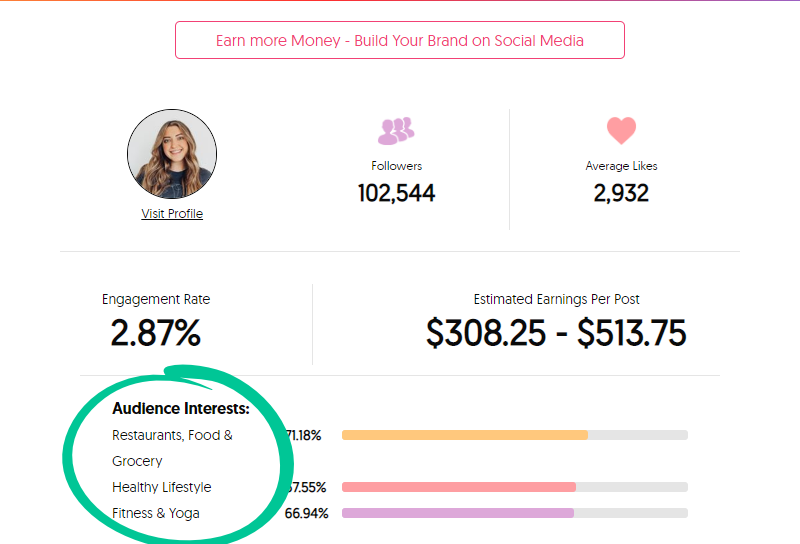 Earn more Money - Build Your Brand on Social Media
Visit Profile
Followers
102,544
Average Likes
2,932
Engagement Rate
2.87%
Estimated Earnings Per Post
$308.25 - $513.75
Audience Interests:
Restaurants, Food &
Grocery
71.18%
Healthy Lifestyle
67.55%
Fitness & Yoga
66.94%